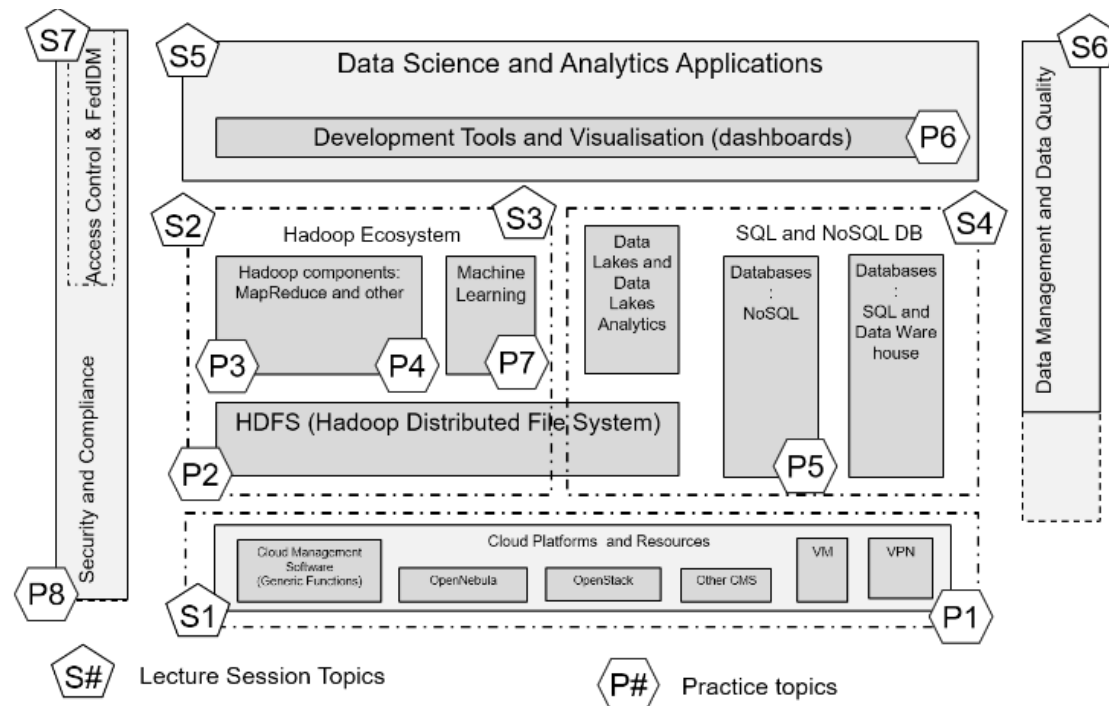 S7
Access Control & FedIDM
Security and Compliance
P8
S5
Data Science and Analytics Applications
Development Tools and Visualisation (dashboards)
P6
S6
Data Management and Data Quality
S2
S3
Hadoop Ecosystem
Hadoop components:
MapReduce and other
P3
P4
Machine
Learning
P7
HDFS (Hadoop Distributed File System)
P2
S4
SQL and NoSQL DB
Data
Lakes and
Data
Lakes
Analytics
Databases
:
NoSQL
P5
Databases
:
SQL and
Data Ware
house
Cloud Platforms and Resources
Cloud Management
Software
(Generic Functions)
OpenNebula
OpenStack
Other CMS
VM
VPN
S1
P1
S#
Lecture Session Topics
P#
Practice topics